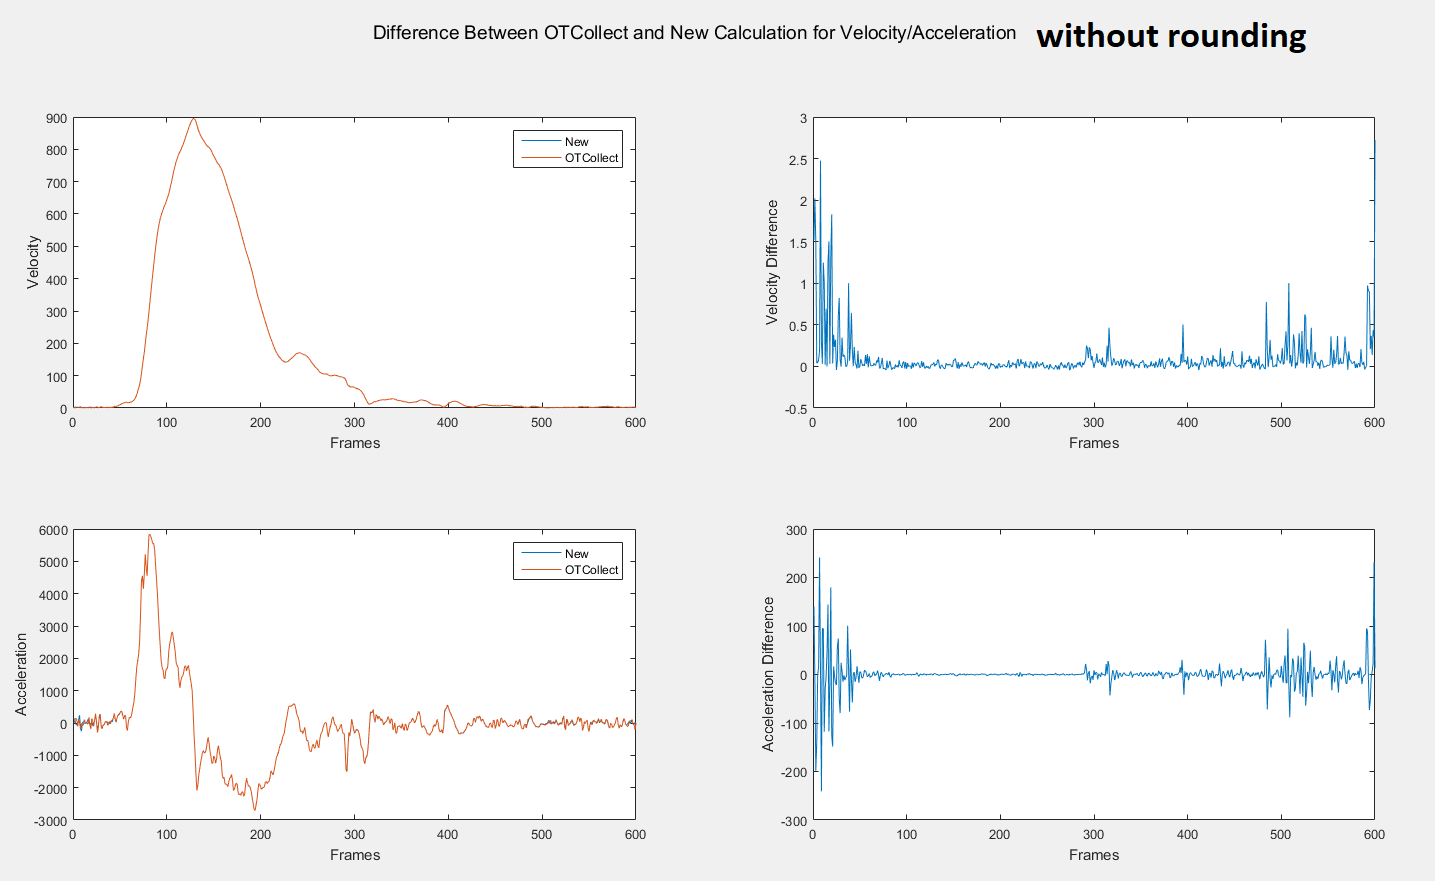 Difference Between OTCollect and New Calculation for Velocity/Acceleration without rounding
900
800
700
600
500
400
300
200
100
0
Velocity
0 100 200 300 400 500 600
Frames
New
OTCollect
3
2.5
2
1.5
1
0.5
0
-0.5
Velocity Difference
0 100 200 300 400 500 600
Frames
6000
5000
4000
3000
2000
1000
0
-1000
-2000
-3000
Acceleration
0 100 200 300 400 500 600
Frames
New
OTCollect
300
200
100
0
-100
-200
-300
Acceleration Difference
0 100 200 300 400 500 600
Frames